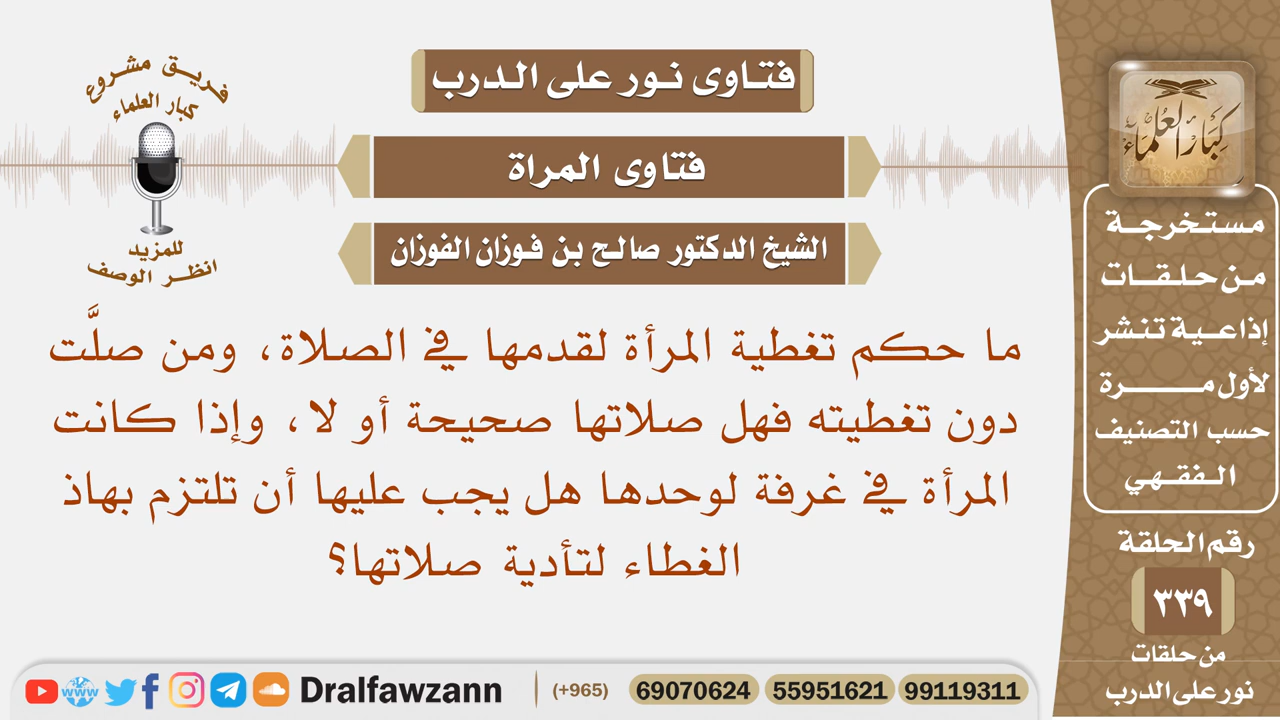 فتاوى نور على الدرب
فتاوى المراة
الشيخ الدكتور صالح بن فوزان الفوزان
ما حكم تغطية المرأة لقدمها في الصلاة، ومن صلَّت
دون تغطيته فهل صلاتها صحيحة أو لا، وإذا كانت
المرأة في غرفة لوحدها هل يجب عليها أن تلتزم بهاذ
الغطاء لتأدية صلاتها؟
فريق مشروع
كبار العلماء
للمزيد
انظر الوصف
كبار العلماء
مستخرجة
من حلقات
إذاعية تنشر
لأول مرة
حسب التصنيف
الفقهي
رقم الحلقة
٣٣٩
من حلقات
نور على الدرب
www
Dralfawzann
(+965)
69070624
55951621
99119311